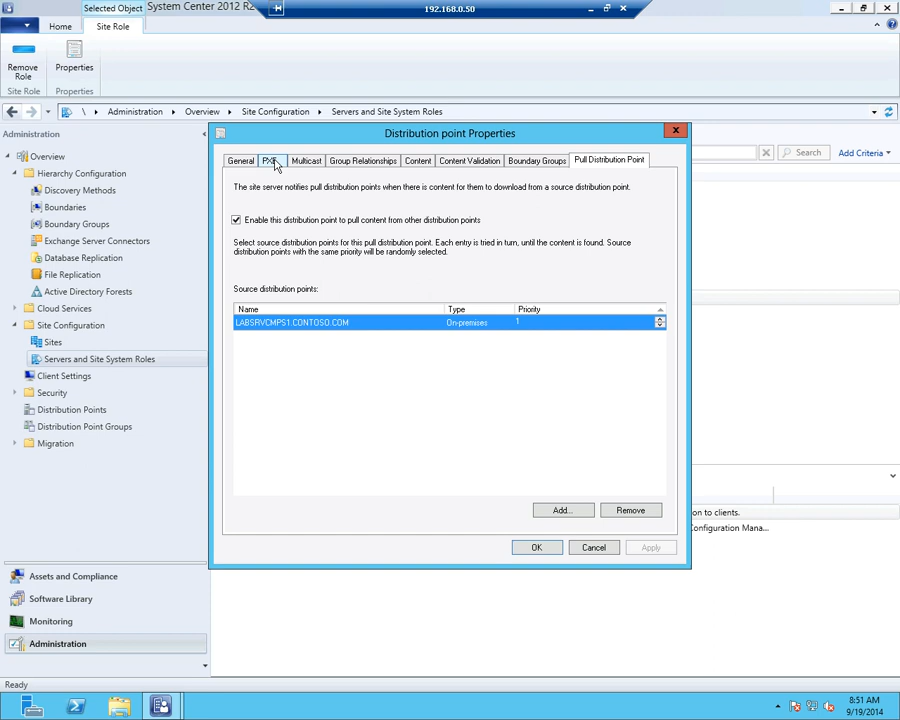 Selected Object
System Center 2012 R2
192.168.0.50
Home
Site Role
Remove
Role
Properties
Site Role
Properties
\ ▸ Administration ▸ Overview ▸ Site Configuration ▸ Servers and Site System Roles
Administration
Overview
Hierarchy Configuration
Discovery Methods
Boundaries
Boundary Groups
Exchange Server Connectors
Database Replication
File Replication
Active Directory Forests
Cloud Services
Site Configuration
Sites
Servers and Site System Roles
Client Settings
Security
Distribution Points
Distribution Point Groups
Migration
Assets and Compliance
Software Library
Monitoring
Administration
Ready
Distribution point Properties
General
Multicast
Group Relationships
Content
Content Validation
Boundary Groups
Pull Distribution Point
The site server notifies pull distribution points when there is content for them to download from a source distribution point.
Enable this distribution point to pull content from other distribution points
Select source distribution points for this pull distribution point. Each entry is tried in turn, until the content is found. Source
distribution points with the same priority will be randomly selected.
Source distribution points:
Name Type Priority
LABSRVCMPS1.CONTOSO.COM On-premises 1
Add...
Remove
OK
Cancel
Apply
Search
Add Criteria
on to clients.
Configuration Mana...
8:51 AM
9/19/2014